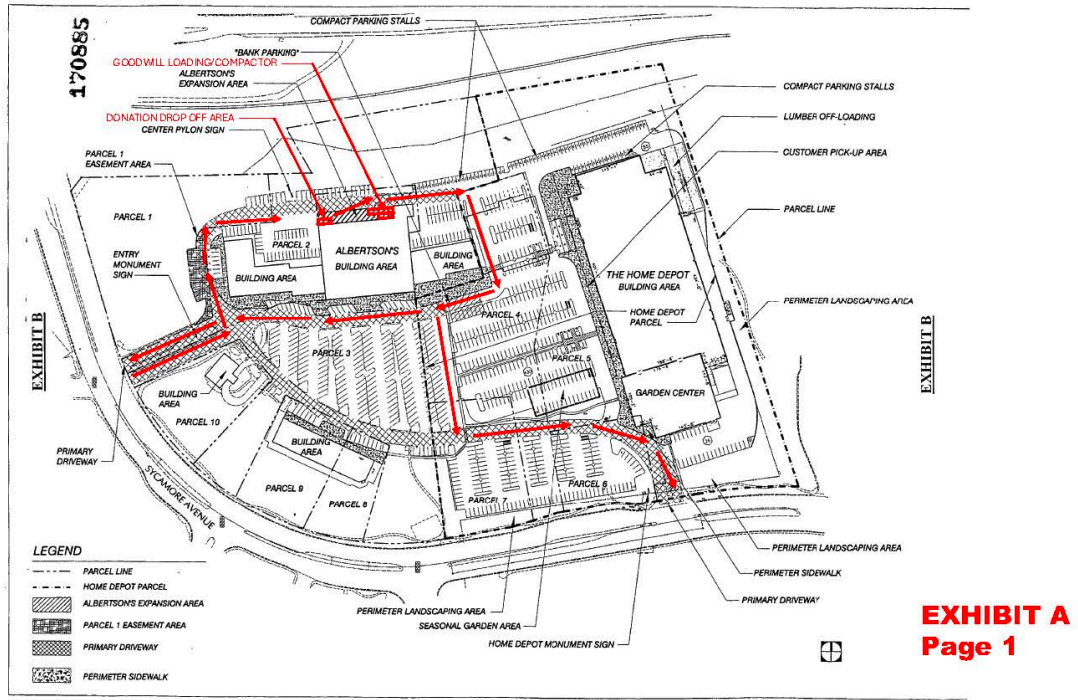 170885
COMPACT PARKING STALLS
"BANK PARKING"
GOODWILL LOADING/COMPACTOR
ALBERTSON'S
EXPANSION AREA
DONATION DROP OFF AREA
CENTER PYLON SIGN
PARCEL 1
EASEMENT AREA
COMPACT PARKING STALLS
LUMBER OFF-LOADING
CUSTOMER PICK-UP AREA
PARCEL LINE
PARCEL 1
ENTRY
MONUMENT
SIGN
PARCEL 2
BUILDING AREA
ALBERTSON'S
BUILDING AREA
BUILDING
AREA
THE HOME DEPOT
BUILDING AREA
HOME DEPOT
PARCEL
PERIMETER LANDSCAPING AREA
EXHIBIT B
EXHIBIT B
PARCEL 3
PARCEL 4
PARCEL 5
GARDEN CENTER
BUILDING
AREA
PARCEL 10
BUILDING
AREA
PRIMARY
DRIVEWAY
SYCAMORE AVENUE
PARCEL 9
PARCEL 8
PARCEL 7
PARCEL 6
PERIMETER LANDSCAPING AREA
PERIMETER SIDEWALK
PRIMARY DRIVEWAY
PERIMETER LANDSCAPING AREA
SEASONAL GARDEN AREA
HOME DEPOT MONUMENT SIGN
LEGEND
PARCEL LINE
HOME DEPOT PARCEL
ALBERTSON'S EXPANSION AREA
PARCEL 1 EASEMENT AREA
PRIMARY DRIVEWAY
PERIMETER SIDEWALK
EXHIBIT A
Page 1